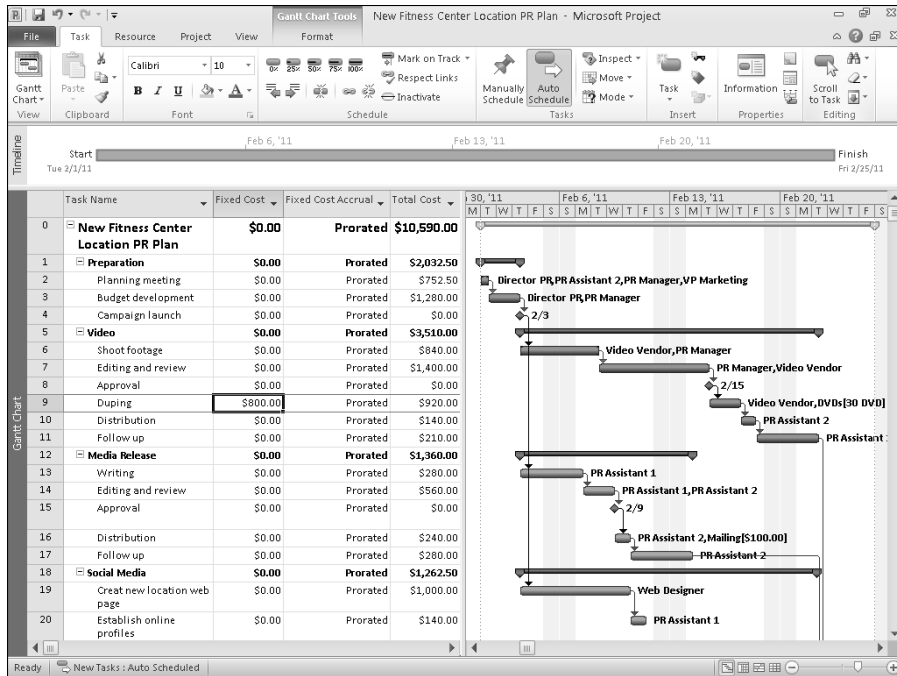 Gantt Chart Tools New Fitness Center Location PR Plan - Microsoft Project
File Task Resource Project View Format
Gantt Chart
View
Paste
Clipboard
Calibri 10
B I U A
Font
0% 25% 50% 75% 100%
Mark on Track
Respect Links
Inactivate
Schedule
Manually Schedule
Auto Schedule
Inspect
Move
Mode
Tasks
Task
Insert
Information
Properties
Scroll to Task
Editing
Timeline
Feb 6, '11 Feb 13, '11 Feb 20, '11
Start Finish
Tue 2/1/11 Fri 2/25/11
Gantt Chart
Task Name Fixed Cost Fixed Cost Accrual Total Cost 30, '11 Feb 6, '11 Feb 13, '11 Feb 20, '11
M T W T F S S M T W T F S S M T W T F S S M T W T F S
0 New Fitness Center $0.00 Prorated $10,590.00
Location PR Plan
1 Preparation $0.00 Prorated $2,032.50
2 Planning meeting $0.00 Prorated $752.50 Director PR,PR Assistant 2,PR Manager,VP Marketing
3 Budget development $0.00 Prorated $1,280.00 Director PR,PR Manager
4 Campaign launch $0.00 Prorated $0.00 2/3
5 Video $0.00 Prorated $3,510.00
6 Shoot footage $0.00 Prorated $840.00 Video Vendor,PR Manager
7 Editing and review $0.00 Prorated $1,400.00 PR Manager,Video Vendor
8 Approval $0.00 Prorated $0.00 2/15
9 Duping $800.00 Prorated $920.00 Video Vendor,DVDs[30 DVD]
10 Distribution $0.00 Prorated $140.00 PR Assistant 2
11 Follow up $0.00 Prorated $210.00 PR Assistant
12 Media Release $0.00 Prorated $1,360.00
13 Writing $0.00 Prorated $280.00 PR Assistant 1
14 Editing and review $0.00 Prorated $560.00 PR Assistant 1,PR Assistant 2
15 Approval $0.00 Prorated $0.00 2/9
16 Distribution $0.00 Prorated $240.00 PR Assistant 2,Mailing[$100.00]
17 Follow up $0.00 Prorated $280.00 PR Assistant 2
18 Social Media $0.00 Prorated $1,262.50
19 Creat new location web $0.00 Prorated $1,000.00 Web Designer
page
20 Establish online $0.00 Prorated $140.00 PR Assistant 1
profiles
Ready New Tasks : Auto Scheduled